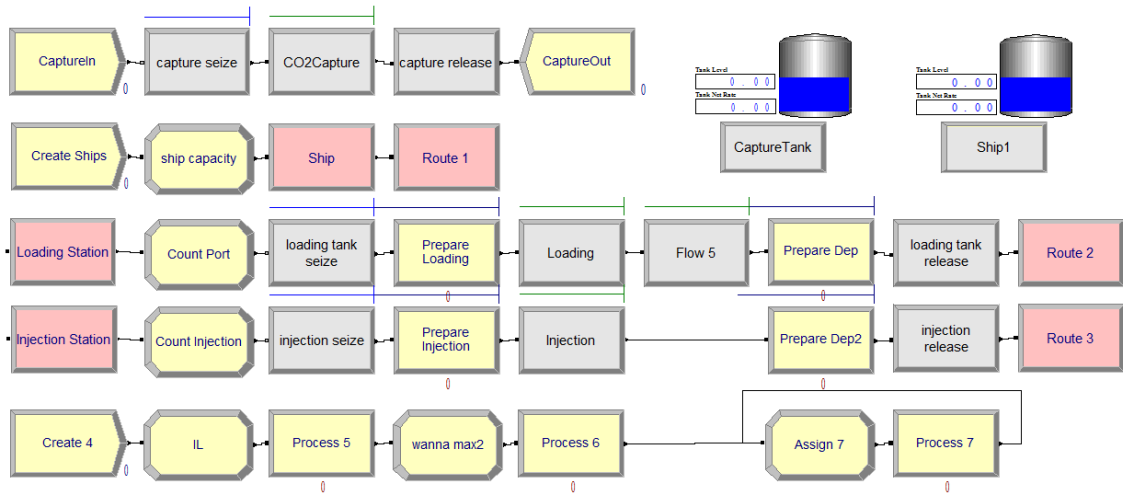 CaptureIn
capture seize
CO2Capture
capture release
CaptureOut
0
0
Tank Level
0.00
Tank Net Rate
0.00
CaptureTank
Tank Level
0.00
Tank Net Rate
0.00
Ship1
Create Ships
0
ship capacity
Ship
Route 1
Loading Station
Count Port
loading tank
seize
Prepare
Loading
0
Loading
Flow 5
Prepare Dep
0
loading tank
release
Route 2
Injection Station
Count Injection
injection seize
Prepare
Injection
0
Injection
Prepare Dep2
0
injection
release
Route 3
Create 4
0
IL
Process 5
0
wanna max2
Process 6
0
Assign 7
Process 7
0